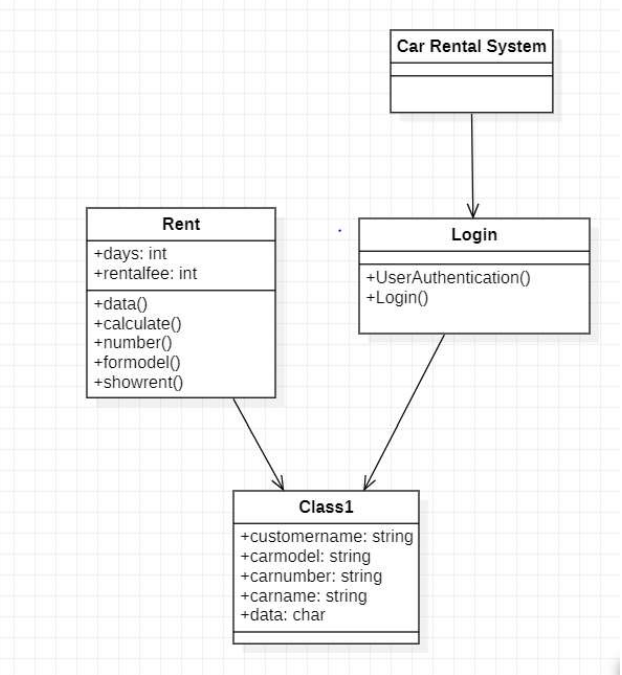 Car Rental System
Rent
+days: int
+rentalfee: int
+data()
+calculate()
+number()
+formodel()
+showrent()
Login
+UserAuthentication()
+Login()
Class1
+customername: string
+carmodel: string
+carnumber: string
+carname: string
+data: char